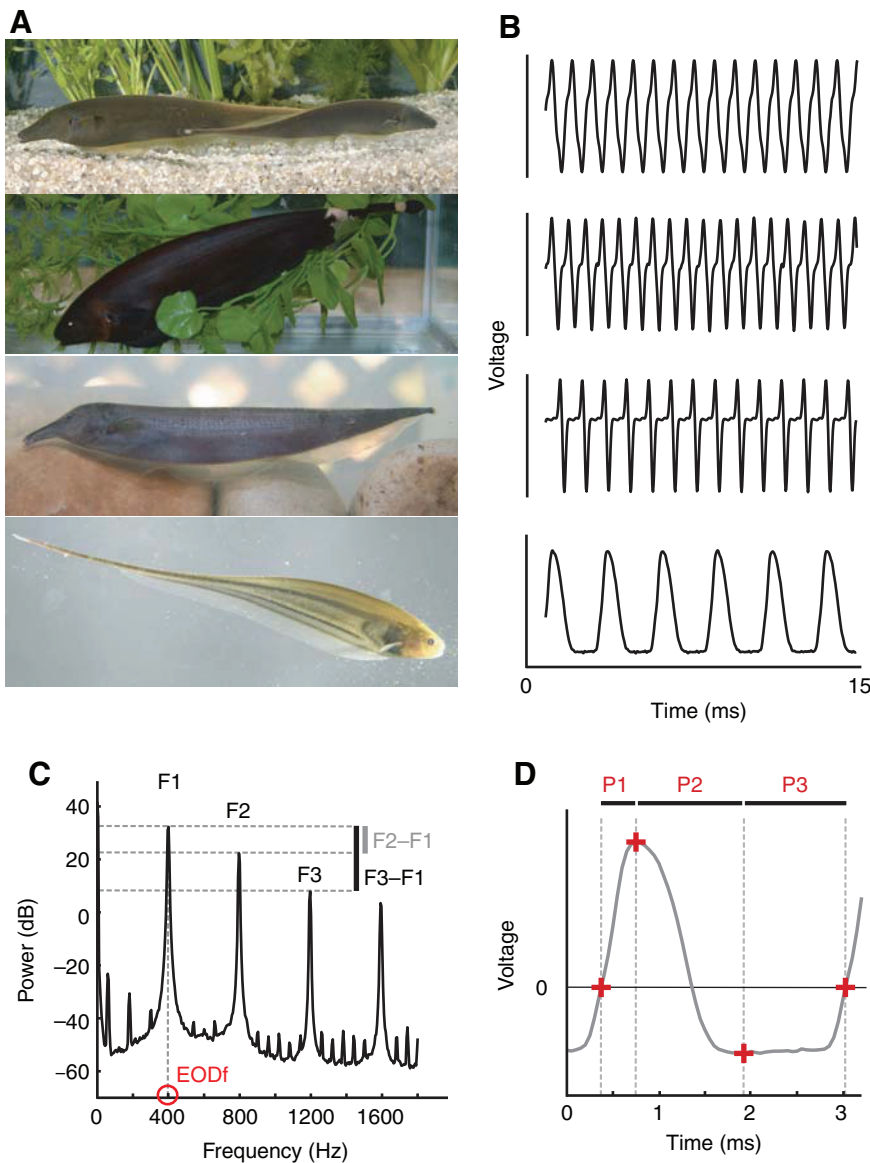 A
B
Voltage
0
15
Time (ms)
C
F1
F2
F3
F2–F1
F3–F1
40
20
0
−20
−40
−60
Power (dB)
EODf
0
400
800
1200
1600
Frequency (Hz)
D
P1
P2
P3
Voltage
0
0
1
2
3
Time (ms)